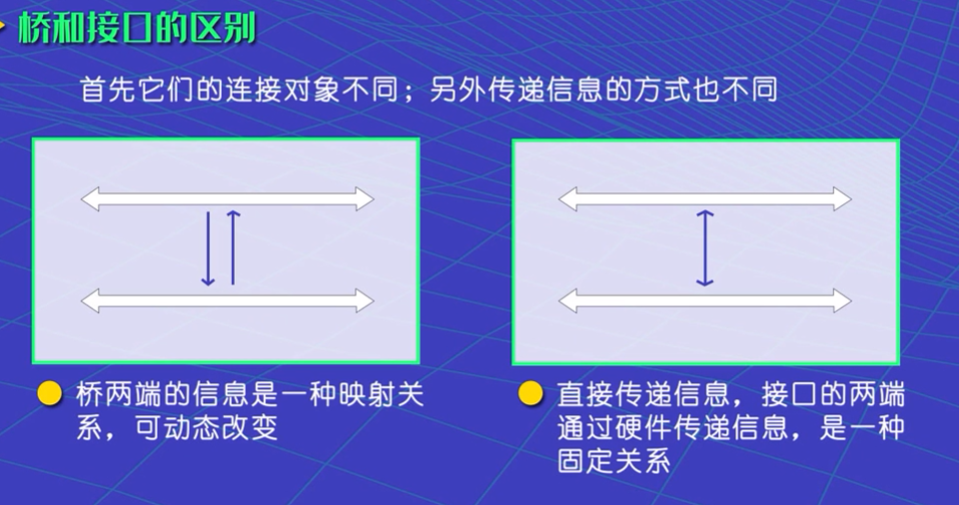 桥和接口的区别
首先它们的连接对象不同；另外传递信息的方式也不同
桥两端的信息是一种映射关
系，可动态改变
直接传递信息，接口的两端
通过硬件传递信息，是一种
固定关系